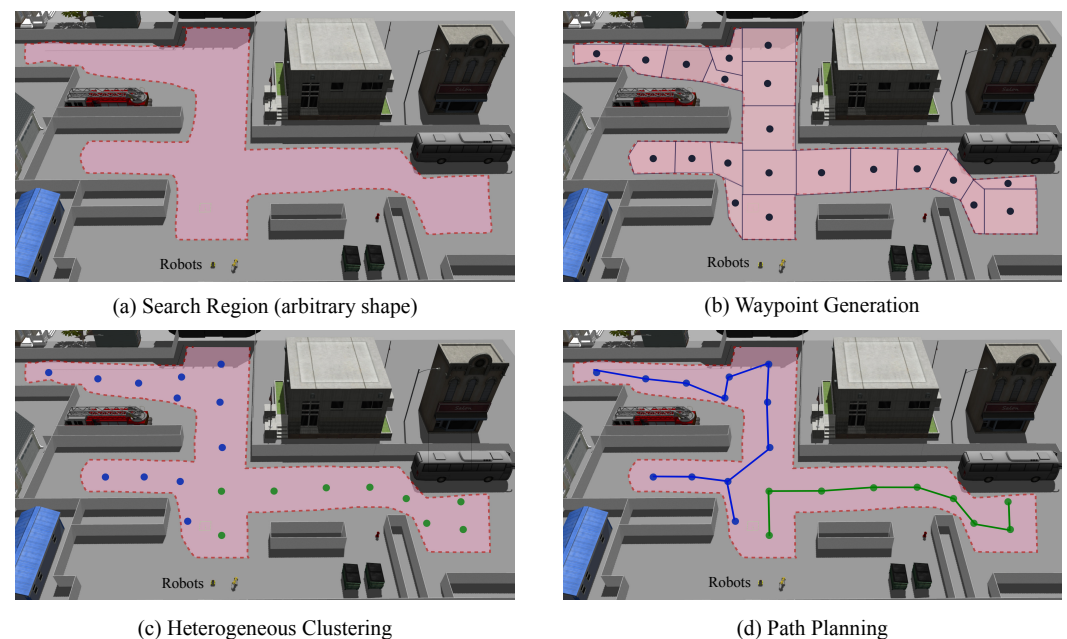 Robots
(a) Search Region (arbitrary shape)
Robots
(b) Waypoint Generation
Robots
(c) Heterogeneous Clustering
Robots
(d) Path Planning